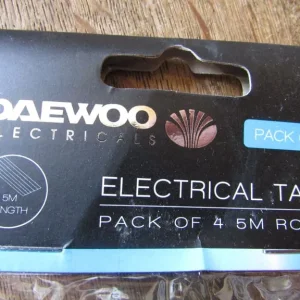 DAEWOO
ELECTRICALS
PACK
5M
LENGTH
ELECTRICAL TA
PACK OF 4 5M RO